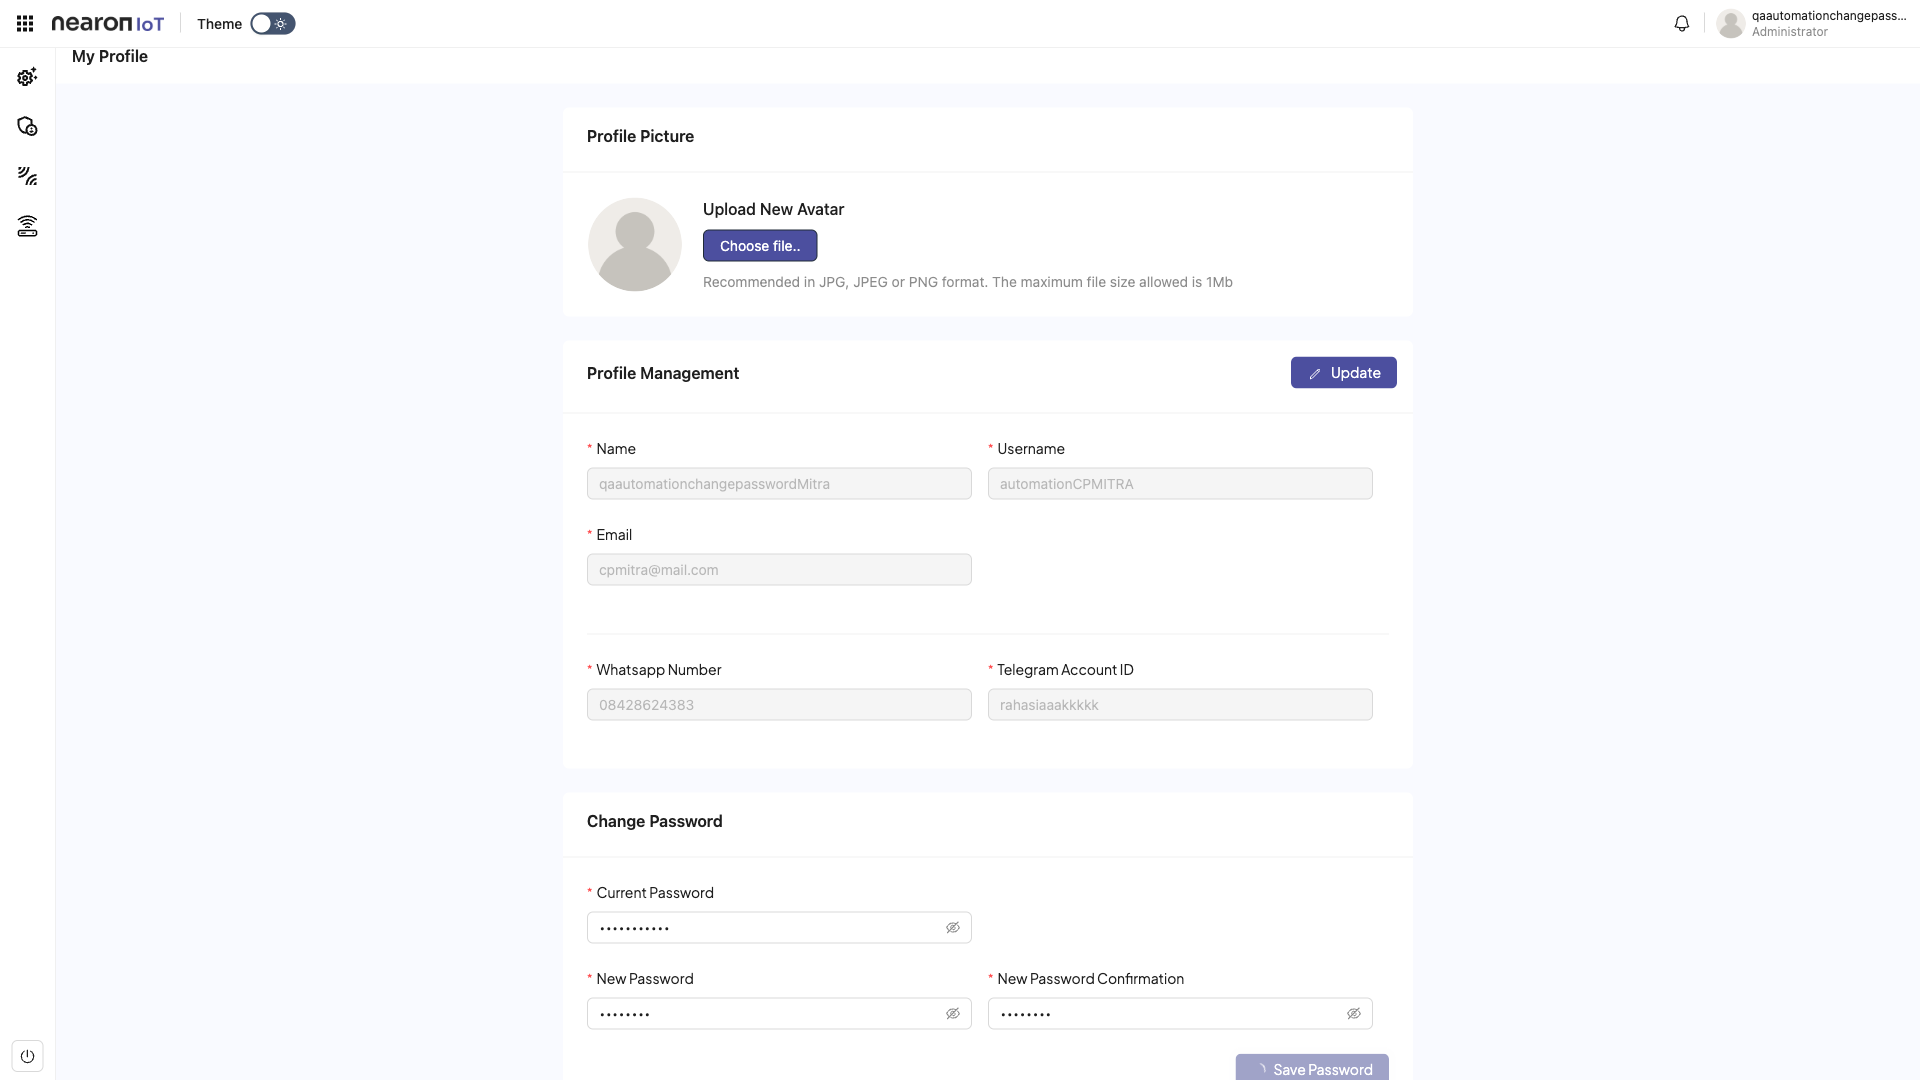 nearon IoT
Theme
qaautomationchangepass...
Administrator
My Profile
Profile Picture
Upload New Avatar
Choose file..
Recommended in JPG, JPEG or PNG format. The maximum file size allowed is 1Mb
Profile Management
Update
* Name
* Username
qaautomationchangepasswordMitra
automationCPMITRA
* Email
cpmitra@mail.com
* Whatsapp Number
* Telegram Account ID
08428624383
rahasiaaakkkkk
Change Password
* Current Password
•••••••••••
* New Password
* New Password Confirmation
••••••••
••••••••
Save Password